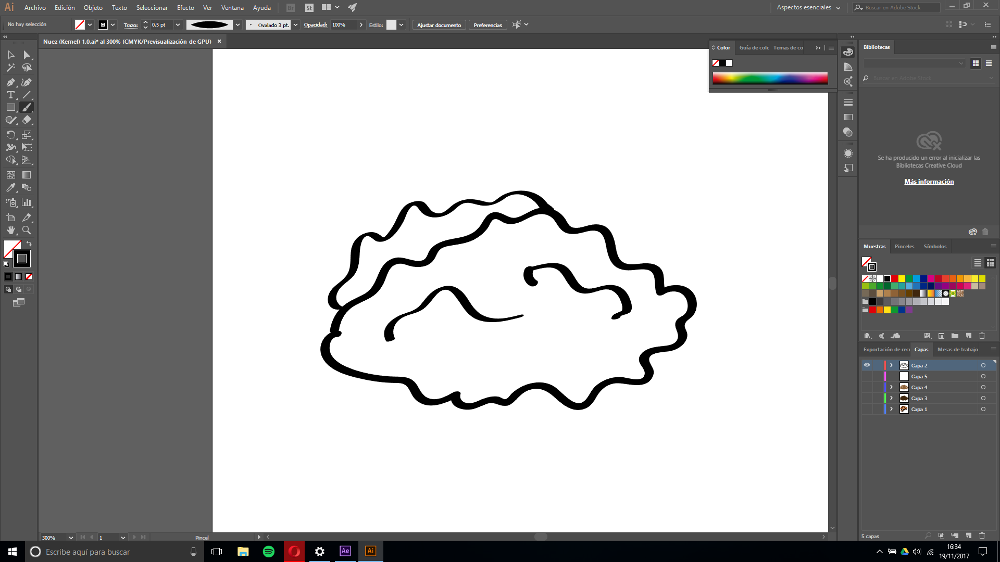 Ai Archivo Edición Objeto Texto Seleccionar Efecto Ver Ventana Ayuda Br St Aspectos esenciales Buscar en Adobe Stock
No hay selección Trazo: 0,5 pt Ovalado 3 pt. Opacidad: 100% Estilo: Ajustar documento Preferencias
Nuez (Kernel) 1.0.ai* al 300% (CMYK/Previsualización de GPU)
Color Guía de colc Temas de co
Bibliotecas
Buscar en Adobe Stock
Se ha producido un error al inicializar las
Bibliotecas Creative Cloud
Más información
Muestras Pinceles Símbolos
Exportación de rec Capas Mesas de trabajo
Capa 2
Capa 5
Capa 4
Capa 3
Capa 1
5 capas
300% 1 Pincel
Escribe aquí para buscar Ae Ai
16:34
19/11/2017